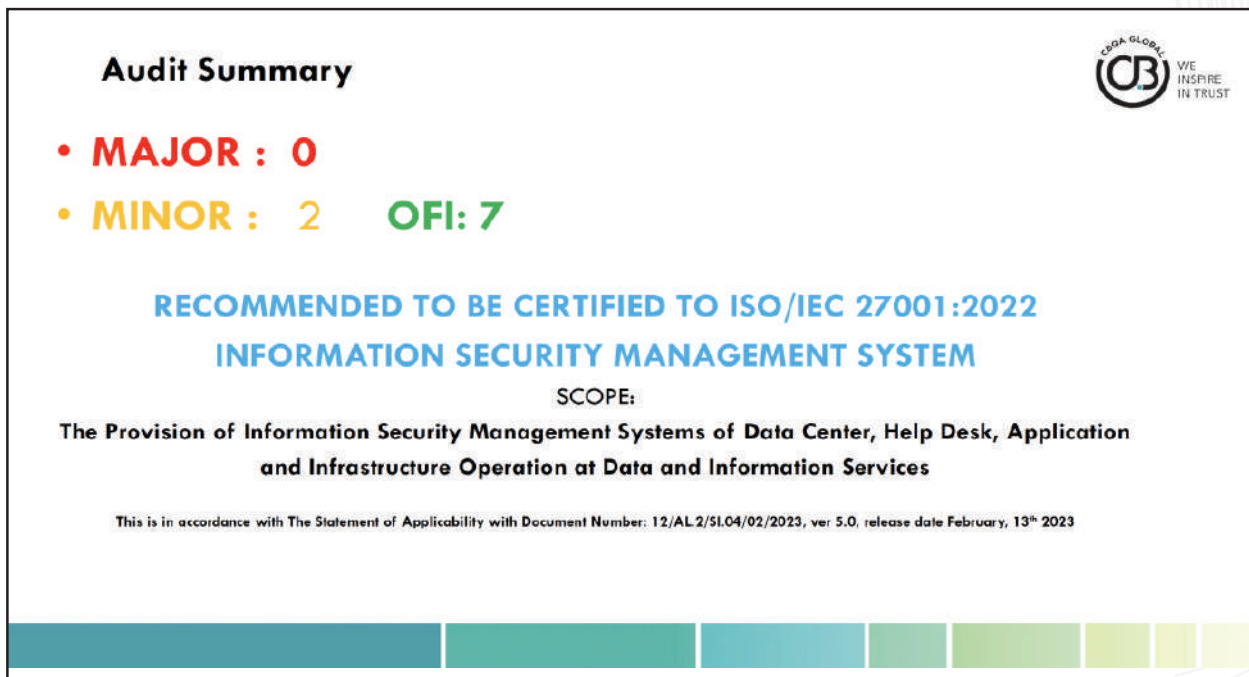 Audit Summary
CBQA GLOBAL
CB
WE
INSPIRE
IN TRUST
• MAJOR : 0
• MINOR : 2 OFI: 7
RECOMMENDED TO BE CERTIFIED TO ISO/IEC 27001:2022
INFORMATION SECURITY MANAGEMENT SYSTEM
SCOPE:
The Provision of Information Security Management Systems of Data Center, Help Desk, Application
and Infrastructure Operation at Data and Information Services
This is in accordance with The Statement of Applicability with Document Number: 12/AL.2/SI.04/02/2023, ver 5.0, release date February, 13th 2023